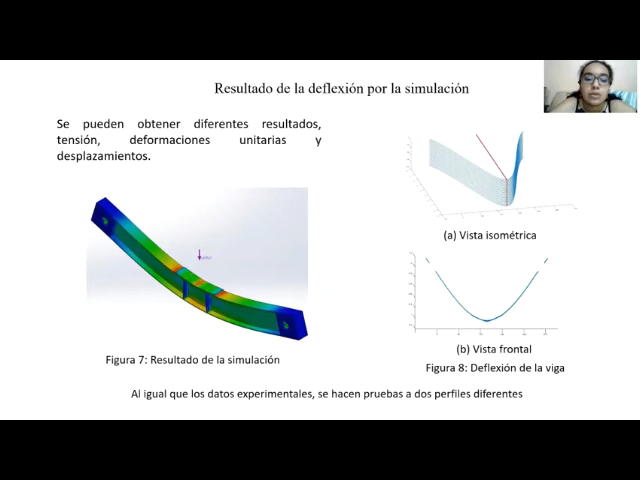 Resultado de la deflexión por la simulación
Se pueden obtener diferentes resultados,
tensión, deformaciones unitarias y
desplazamientos.
(a) Vista isométrica
(b) Vista frontal
Figura 7: Resultado de la simulación
Figura 8: Deflexión de la viga
Al igual que los datos experimentales, se hacen pruebas a dos perfiles diferentes